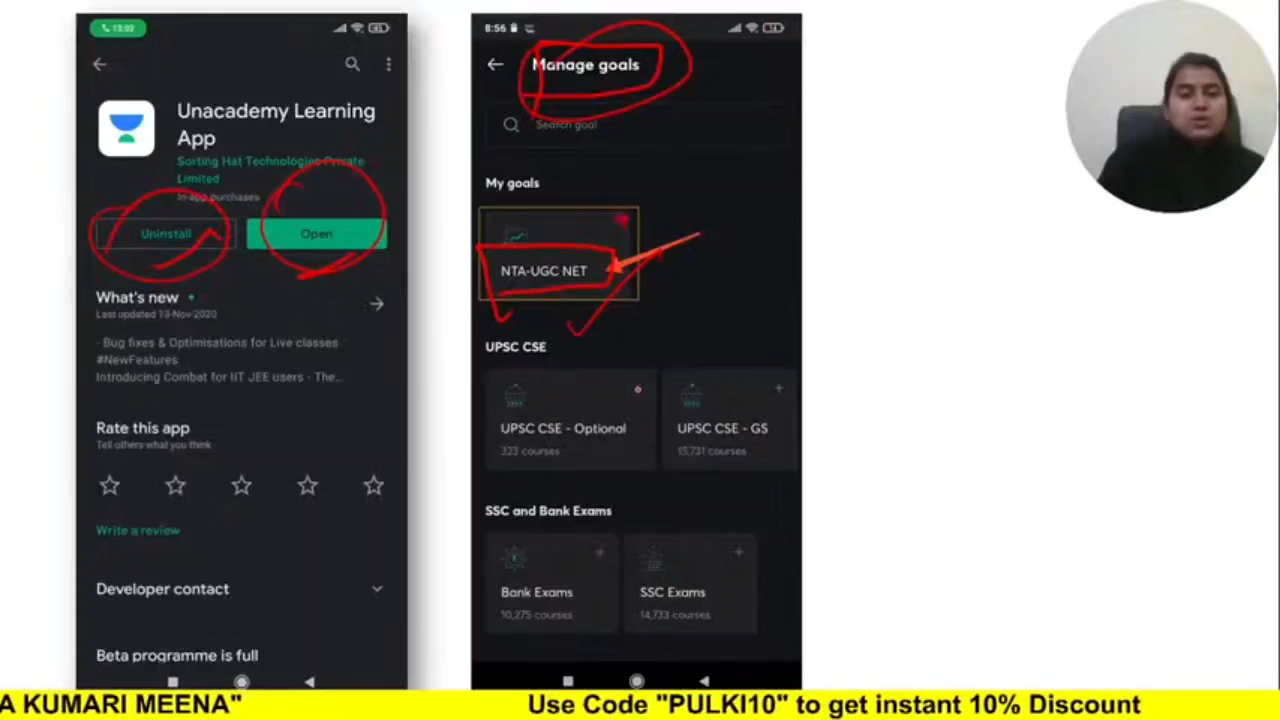 13:02
Unacademy Learning
App
Sorting Hat Technologies Private
Limited
In-app purchases
Uninstall
Open
What's new
Last updated 13-Nov-2020
- Bug fixes & Optimisations for Live classes
#NewFeatures
Introducing Combat for IIT JEE users - The...
Rate this app
Tell others what you think
Write a review
Developer contact
Beta programme is full
8:56
Manage goals
Search goal
My goals
NTA-UGC NET
UPSC CSE
UPSC CSE - Optional
323 courses
UPSC CSE - GS
15,731 courses
SSC and Bank Exams
Bank Exams
10,275 courses
SSC Exams
14,733 courses
A KUMARI MEENA"
Use Code "PULKI10" to get instant 10% Discount